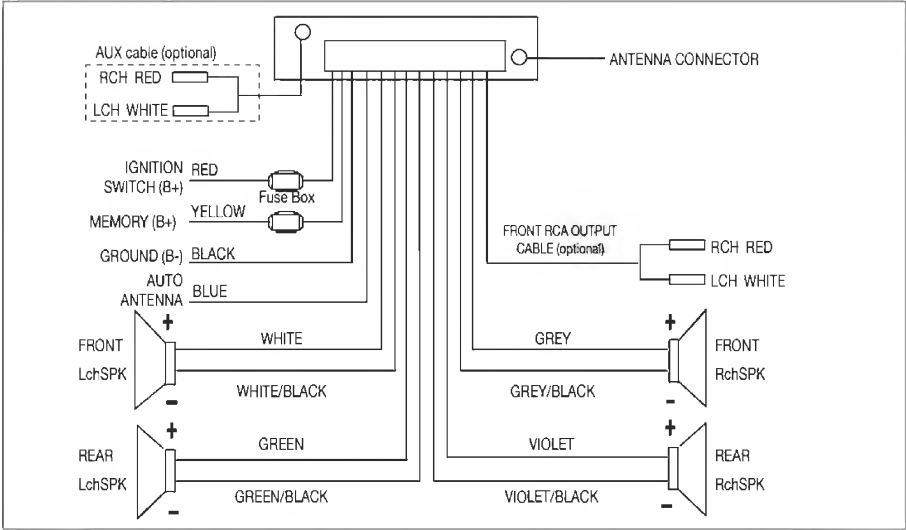 AUX cable (optional)
RCH RED
LCH WHITE
ANTENNA CONNECTOR
IGNITION
SWITCH (B+)
RED
Fuse Box
MEMORY (B+)
YELLOW
GROUND (B-)
BLACK
AUTO
ANTENNA
BLUE
FRONT RCA OUTPUT
CABLE (optional)
RCH RED
LCH WHITE
+
FRONT
LchSPK
-
WHITE
WHITE/BLACK
GREY
GREY/BLACK
+
FRONT
RchSPK
-
+
REAR
LchSPK
-
GREEN
GREEN/BLACK
VIOLET
VIOLET/BLACK
+
REAR
RchSPK
-